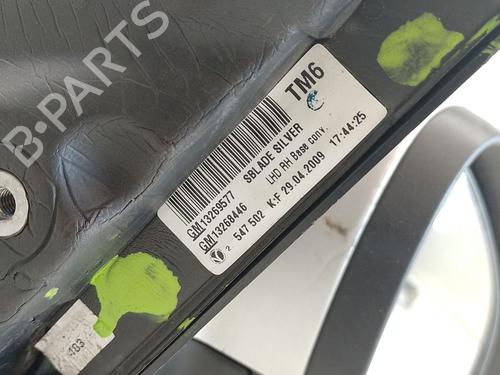 B-PARTS
TM6
SBLADE SILVER
LHD RH Base conv.
GM 13269577
GM 13268446
2 547 502 K:F 29.04.2009 17:44:25
483